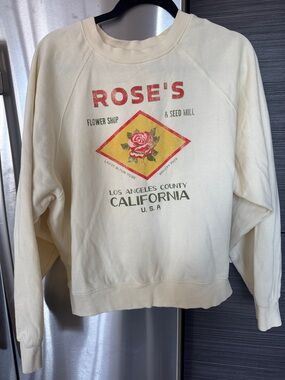 ROSE'S
FLOWER SHOP & SEED MILL
LOS ANGELES COUNTY
CALIFORNIA
U.S.A